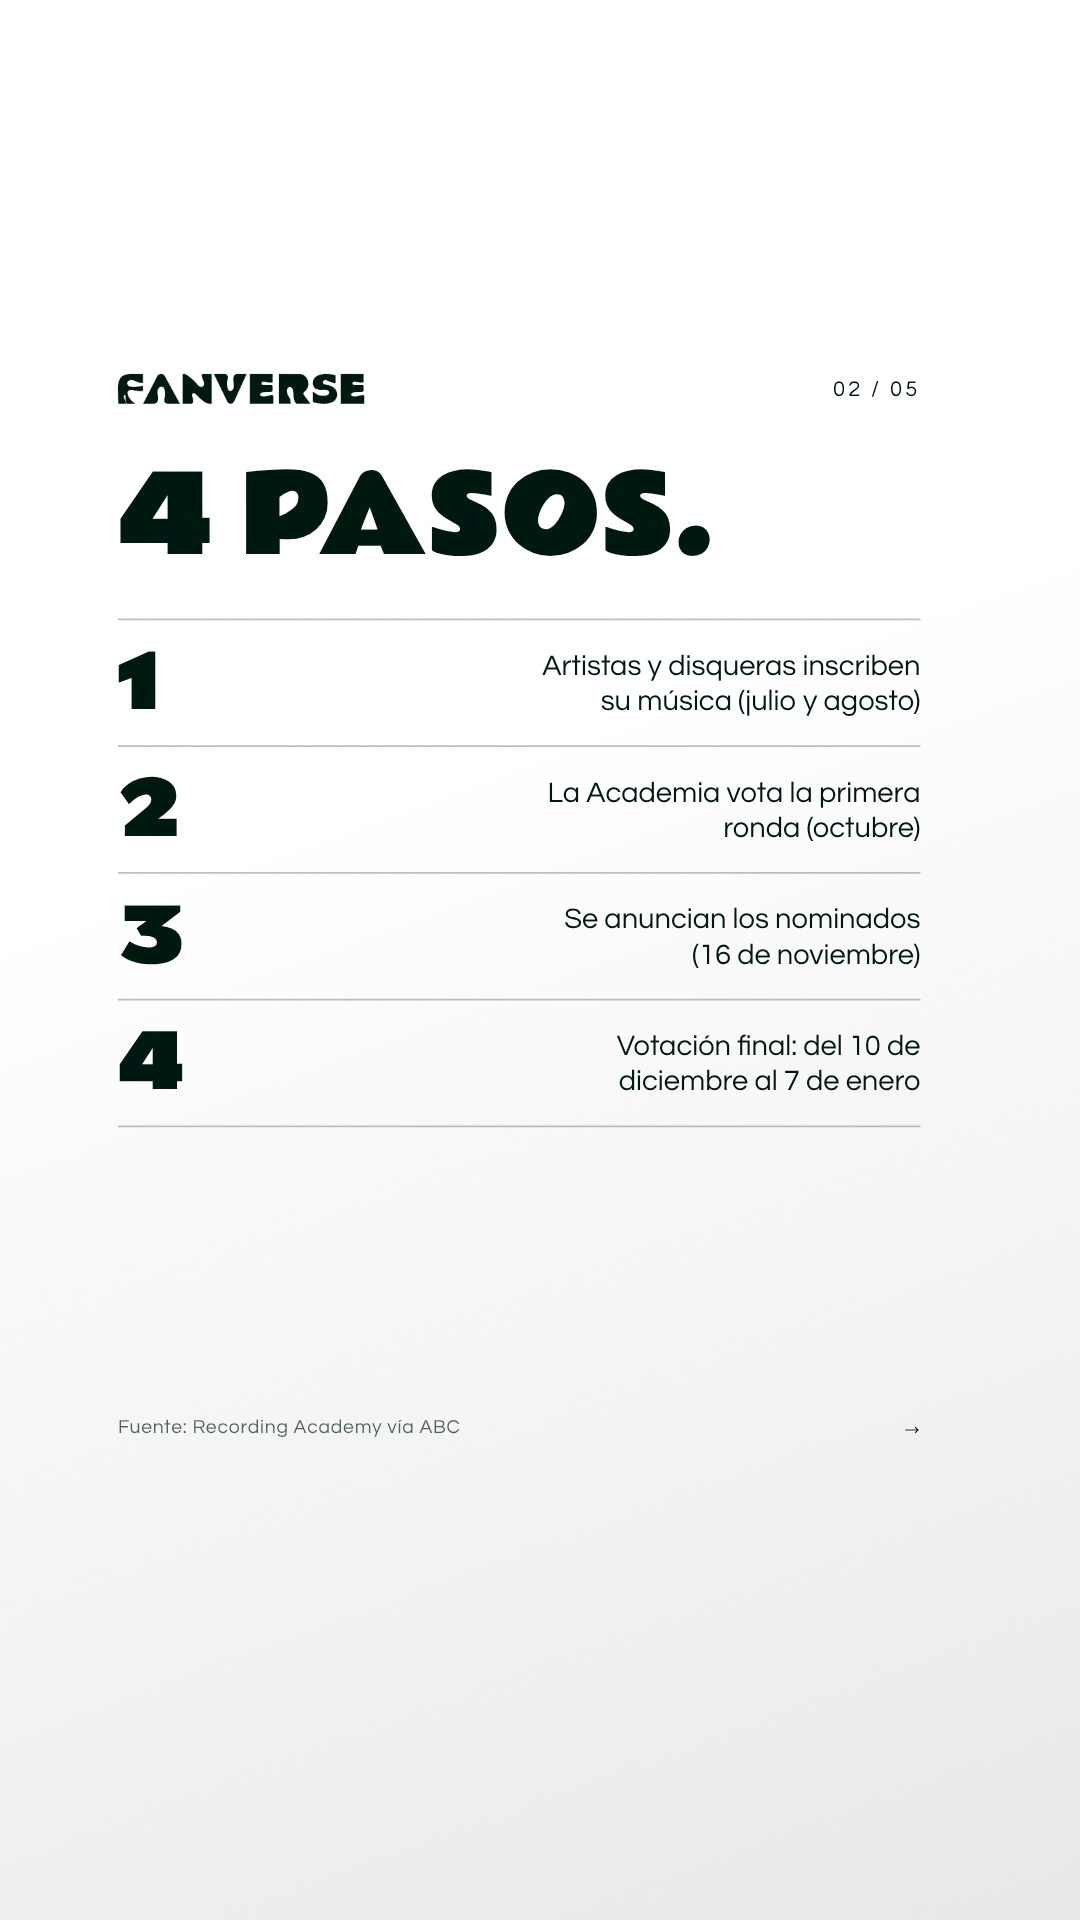 FANVERSE
02 / 05
4 PASOS.
1
Artistas y disqueras inscriben
su música (julio y agosto)
2
La Academia vota la primera
ronda (octubre)
3
Se anuncian los nominados
(16 de noviembre)
4
Votación final: del 10 de
diciembre al 7 de enero
Fuente: Recording Academy vía ABC
→